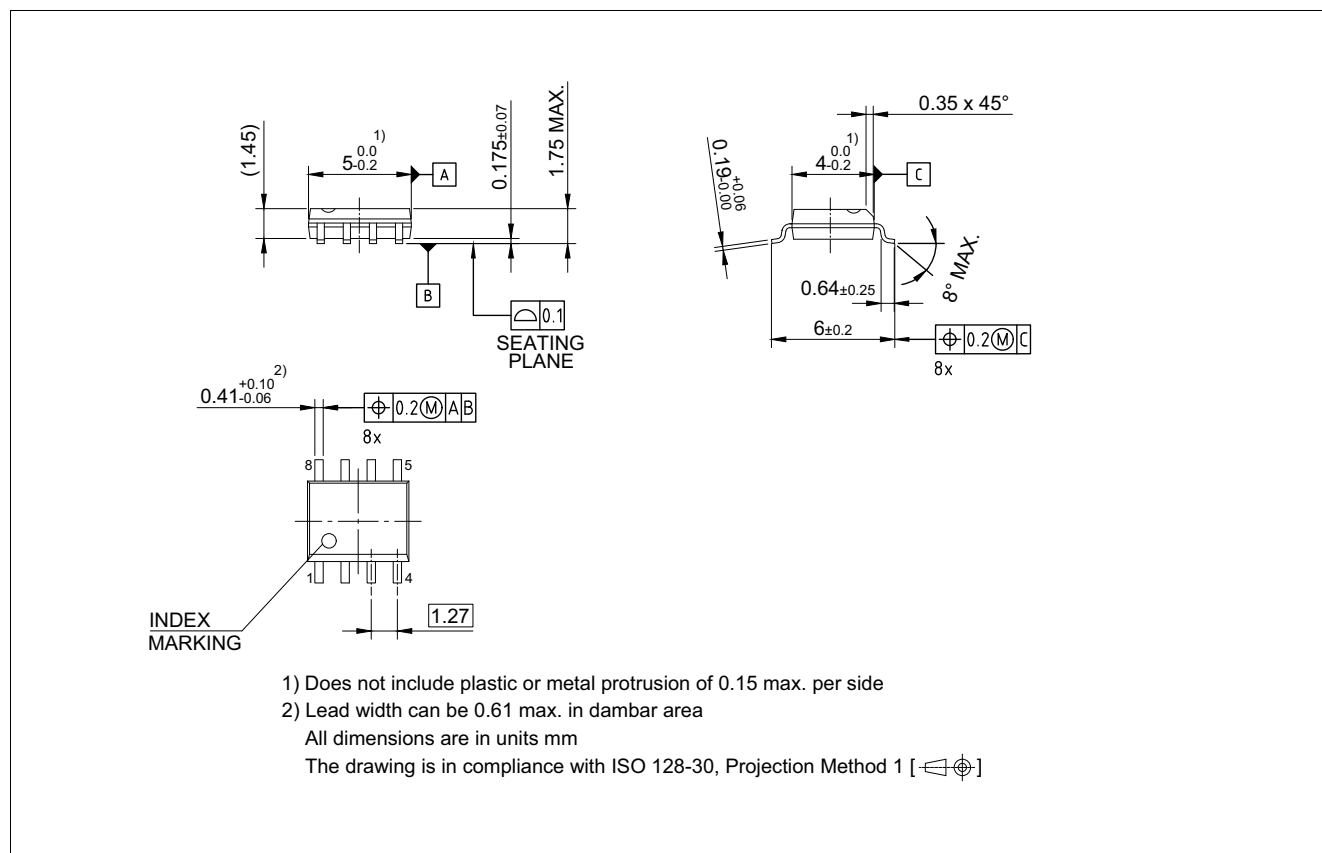 (1.45)
5 0.0 -0.2 1)
A
0.175±0.07
1.75 MAX.
B
⌓ 0.1
SEATING
PLANE
0.35 x 45°
0.19 +0.06 -0.00
4 0.0 -0.2 1)
C
8° MAX.
0.64±0.25
6±0.2
⌖ 0.2 Ⓜ C
8x
0.41 +0.10 -0.06 2)
⌖ 0.2 Ⓜ A B
8x
8 5
1 4
INDEX
MARKING
1.27
1) Does not include plastic or metal protrusion of 0.15 max. per side
2) Lead width can be 0.61 max. in dambar area
All dimensions are in units mm
The drawing is in compliance with ISO 128-30, Projection Method 1 [ ]